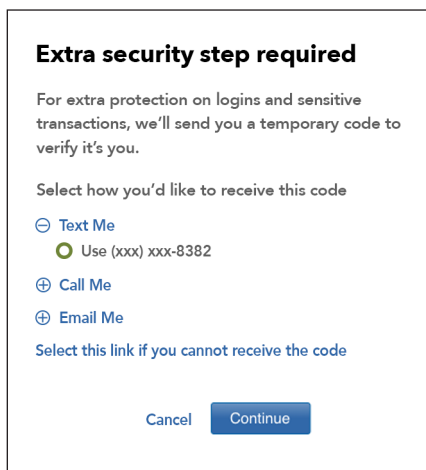 Extra security step required
For extra protection on logins and sensitive
transactions, we’ll send you a temporary code to
verify it’s you.
Select how you’d like to receive this code
Text Me
Use (xxx) xxx-8382
Call Me
Email Me
Select this link if you cannot receive the code
Cancel Continue